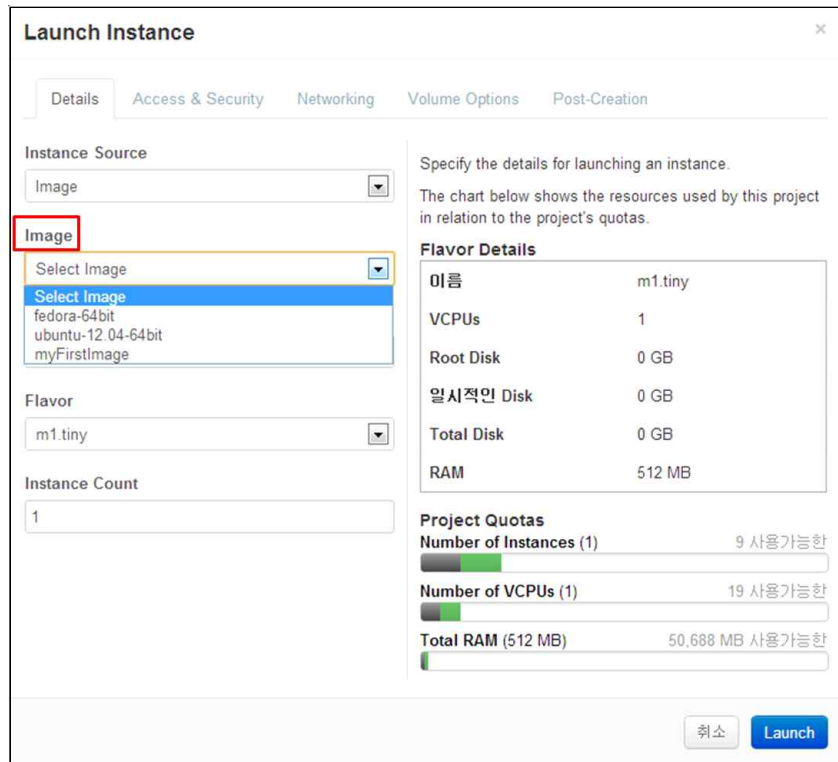 Launch Instance
×
Details Access & Security Networking Volume Options Post-Creation
Instance Source
Image
Image
Select Image
Select Image
fedora-64bit
ubuntu-12.04-64bit
myFirstImage
Flavor
m1.tiny
Instance Count
1
Specify the details for launching an instance.
The chart below shows the resources used by this project
in relation to the project's quotas.
Flavor Details
이름 m1.tiny
VCPUs 1
Root Disk 0 GB
일시적인 Disk 0 GB
Total Disk 0 GB
RAM 512 MB
Project Quotas
Number of Instances (1) 9 사용가능한
Number of VCPUs (1) 19 사용가능한
Total RAM (512 MB) 50,688 MB 사용가능한
취소 Launch